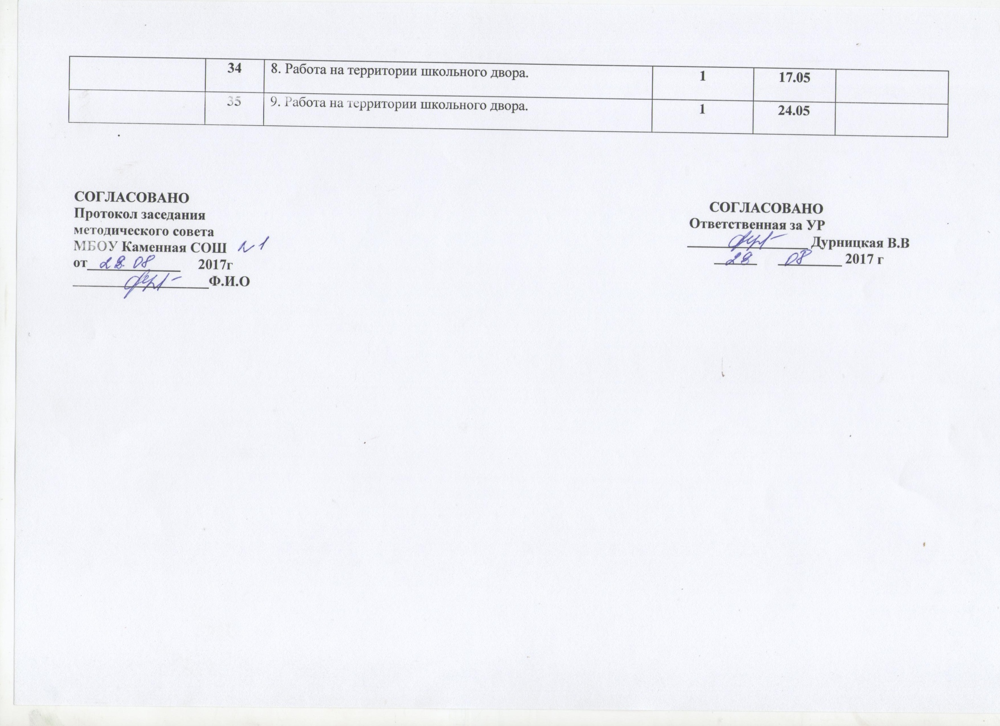 34 8. Работа на территории школьного двора. 1 17.05
35 9. Работа на территории школьного двора. 1 24.05
СОГЛАСОВАНО
Протокол заседания
методического совета
МБОУ Каменная СОШ №1
от 28.08 2017г
Ф.И.О
СОГЛАСОВАНО
Ответственная за УР
Дурницкая В.В
28 08 2017 г